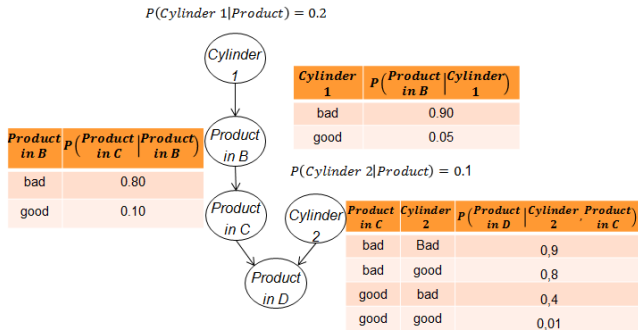 P(Cylinder 1|Product) = 0.2
Cylinder
1
Cylinder
1
P(Product in B | Cylinder 1)
bad 0.90
good 0.05
Product
in B
Product
in B
P(Product in C | Product in B)
bad 0.80
good 0.10
P(Cylinder 2|Product) = 0.1
Product
in C
Cylinder
2
Product
in C
Cylinder
2
P(Product in D | Cylinder 2, Product in C)
bad Bad 0,9
bad good 0,8
good bad 0,4
good good 0,01
Product
in D